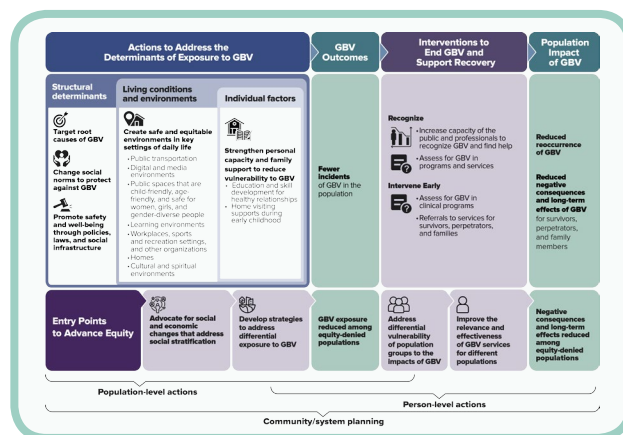 Actions to Address the
Determinants of Exposure to GBV
GBV
Outcomes
Interventions to
End GBV and
Support Recovery
Population
Impact
of GBV
Structural
determinants
Target root
causes of GBV
Change social
norms to protect
against GBV
Promote safety
and well-being
through policies,
laws, and social
infrastructure
Living conditions
and environments
Create safe and equitable
environments in key
settings of daily life
• Public transportation
• Digital and media
environments
• Public spaces that are
child-friendly, age-
friendly, and safe for
women, girls, and
gender-diverse people
• Learning environments
• Workplaces, sports
and recreation settings,
and other organizations
• Homes
• Cultural and spiritual
environments
Individual factors
Strengthen personal
capacity and family
support to reduce
vulnerability to GBV
• Education and skill
development for
healthy relationships
• Home visiting
supports during
early childhood
Fewer
incidents
of GBV in the
population
Recognize
• Increase capacity of the
public and professionals to
recognize GBV and find help
• Assess for GBV in
programs and services
Intervene Early
• Assess for GBV in
clinical programs
• Referrals to services for
survivors, perpetrators,
and families
Reduced
reoccurrence
of GBV
Reduced
negative
consequences
and long-term
effects of GBV
for survivors,
perpetrators,
and family
members
Entry Points
to Advance Equity
Advocate for social
and economic
changes that address
social stratification
Develop strategies
to address
differential
exposure to GBV
GBV exposure
reduced among
equity-denied
populations
Address
differential
vulnerability
of population
groups to the
impacts of GBV
Improve the
relevance and
effectiveness
of GBV services
for different
populations
Negative
consequences
and long-term
effects reduced
among
equity-denied
populations
Population-level actions
Person-level actions
Community/system planning